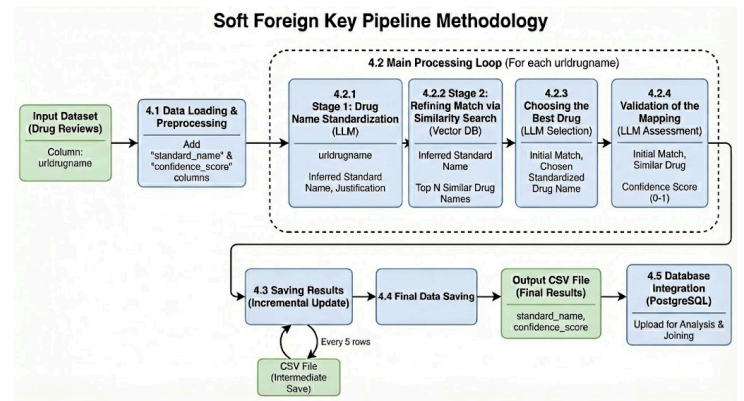 Soft Foreign Key Pipeline Methodology
4.2 Main Processing Loop (For each urldrugname)
Input Dataset
(Drug Reviews)
Column:
urldrugname
4.1 Data Loading &
Preprocessing
Add
"standard_name" &
"confidence_score"
columns
4.2.1
Stage 1: Drug
Name Standardization
(LLM)
urldrugname
Inferred Standard
Name, Justification
4.2.2 Stage 2:
Refining Match via
Similarity Search
(Vector DB)
Inferred Standard
Name
Top N Similar Drug
Names
4.2.3
Choosing the
Best Drug
(LLM Selection)
Initial Match,
Chosen
Standardized
Drug Name
4.2.4
Validation of the
Mapping
(LLM Assessment)
Initial Match,
Similar Drug
Confidence Score
(0-1)
4.3 Saving Results
(Incremental Update)
Every 5 rows
CSV File
(Intermediate
Save)
4.4 Final Data Saving
Output CSV File
(Final Results)
standard_name,
confidence_score
4.5 Database
Integration
(PostgreSQL)
Upload for Analysis &
Joining